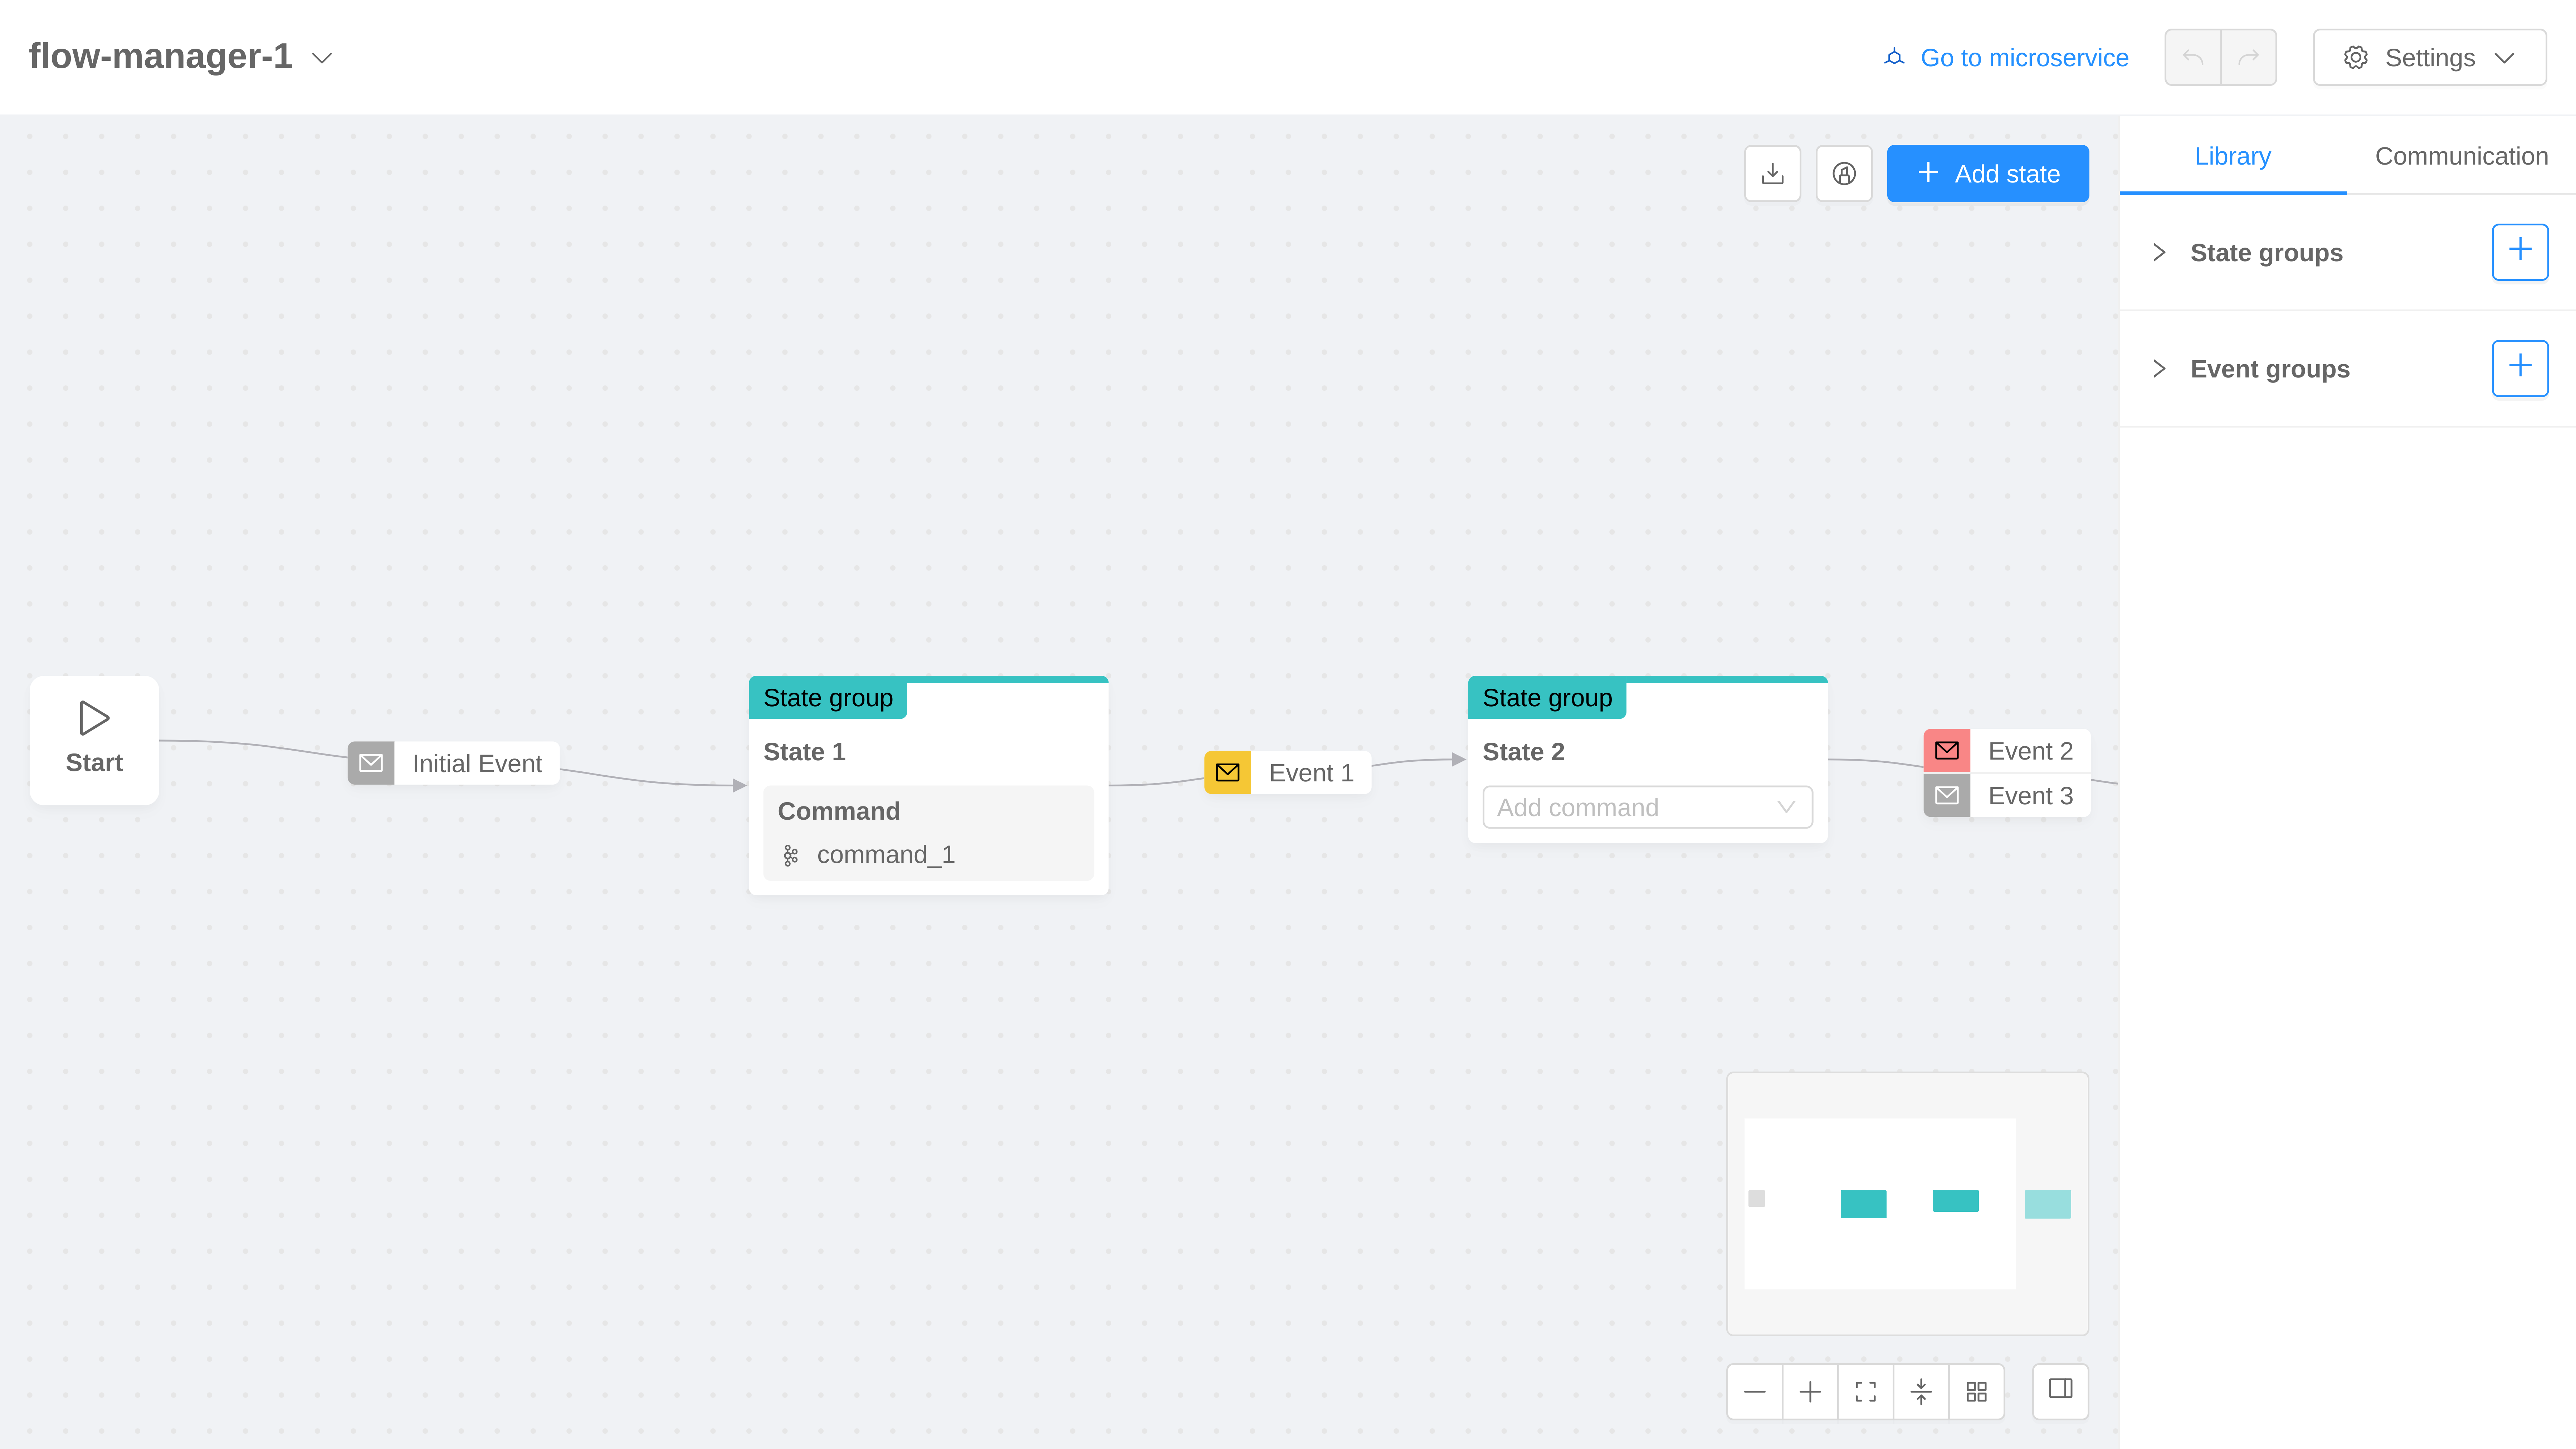 flow-manager-1
Go to microservice
Settings
Add state
Library
Communication
State groups
Event groups
Start
Initial Event
State group
State 1
Command
command_1
Event 1
State group
State 2
Add command
Event 2
Event 3